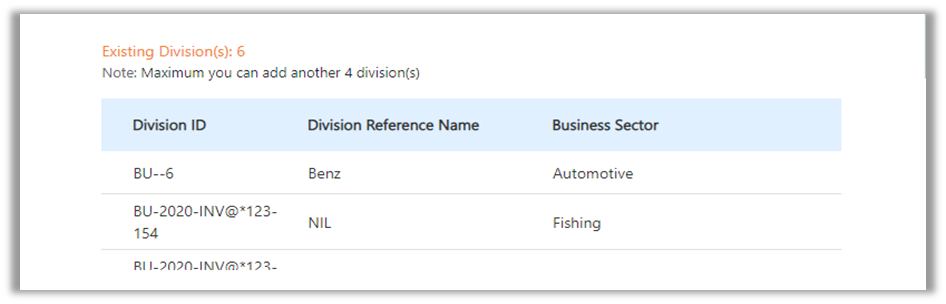 Existing Division(s): 6
Note: Maximum you can add another 4 division(s)
Division ID Division Reference Name Business Sector
BU--6 Benz Automotive
BU-2020-INV@*123-
154 NIL Fishing
BU-2020-INV@*123-